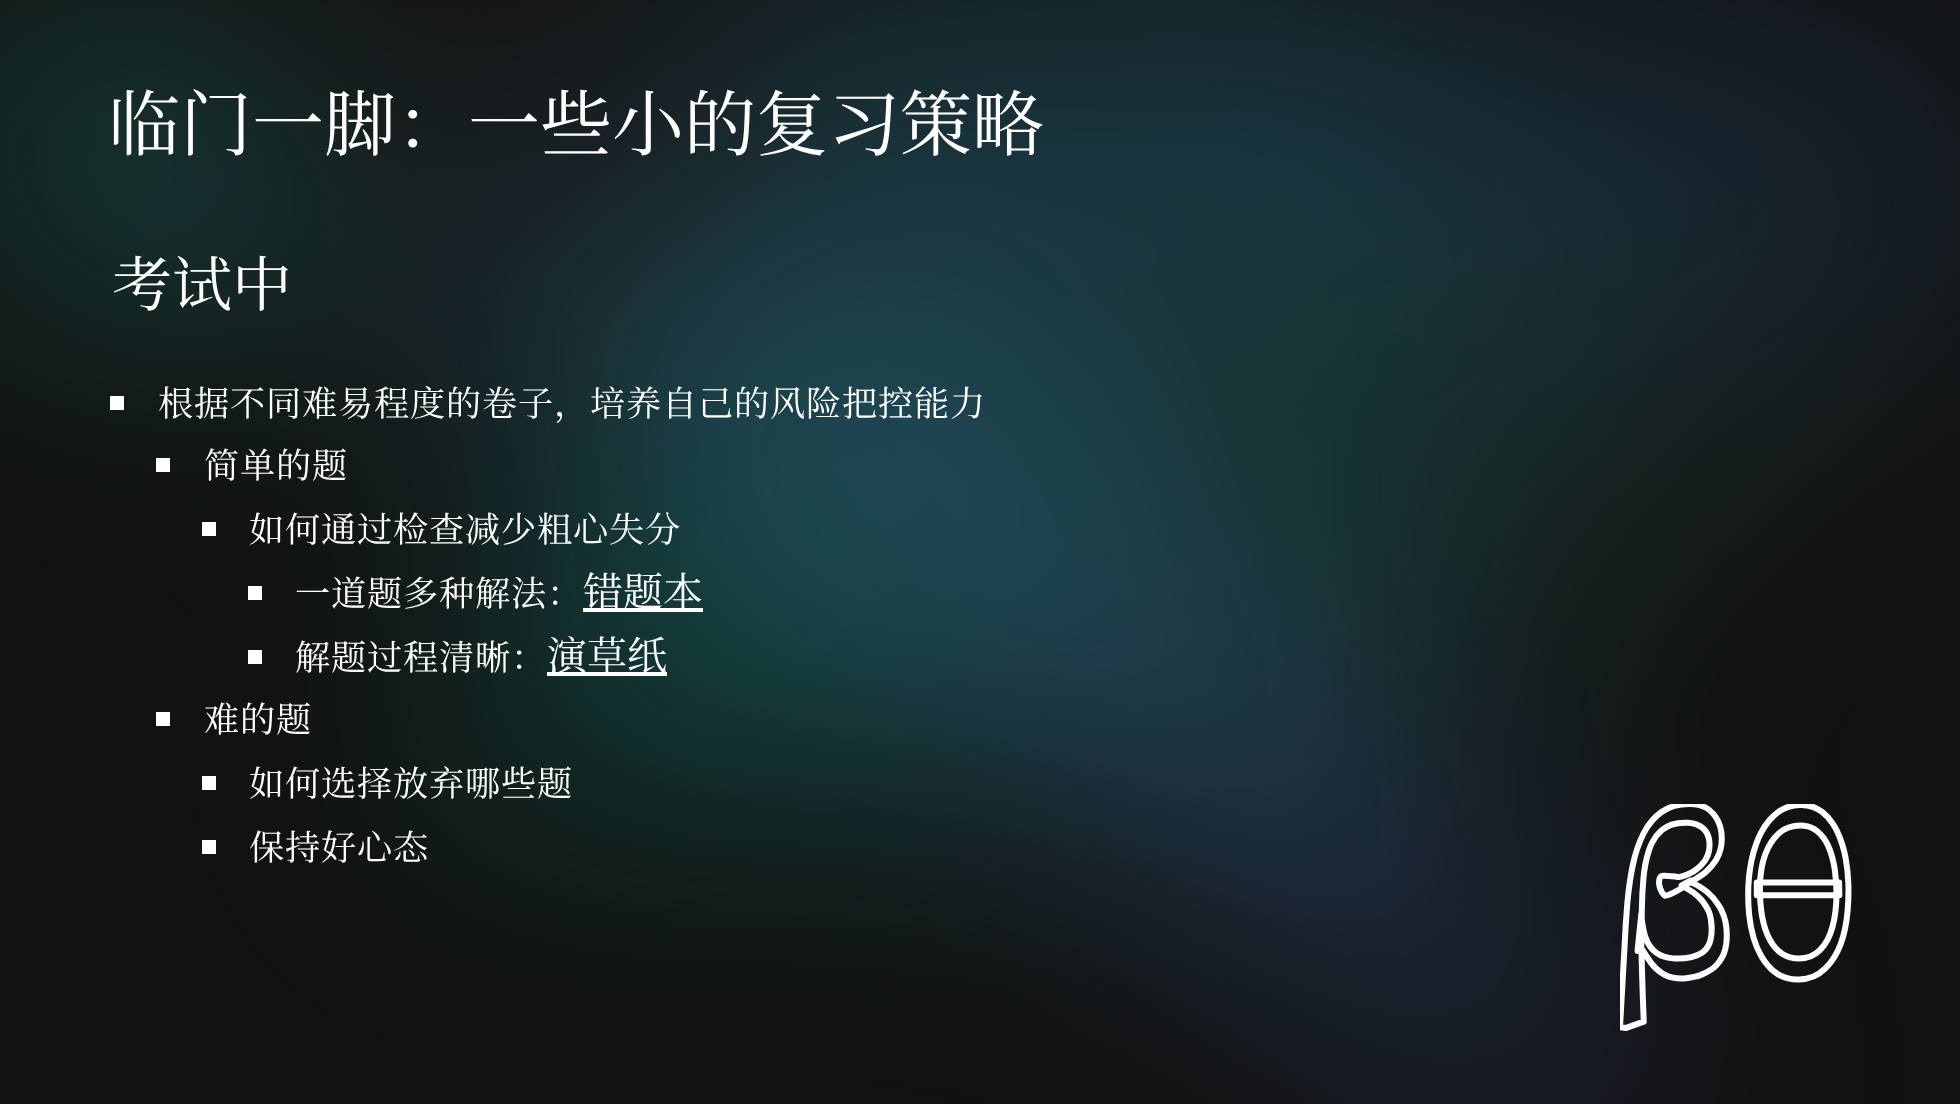 临门一脚：一些小的复习策略
考试中
根据不同难易程度的卷子，培养自己的风险把控能力
简单的题
如何通过检查减少粗心失分
一道题多种解法：错题本
解题过程清晰：演草纸
难的题
如何选择放弃哪些题
保持好心态
βθ